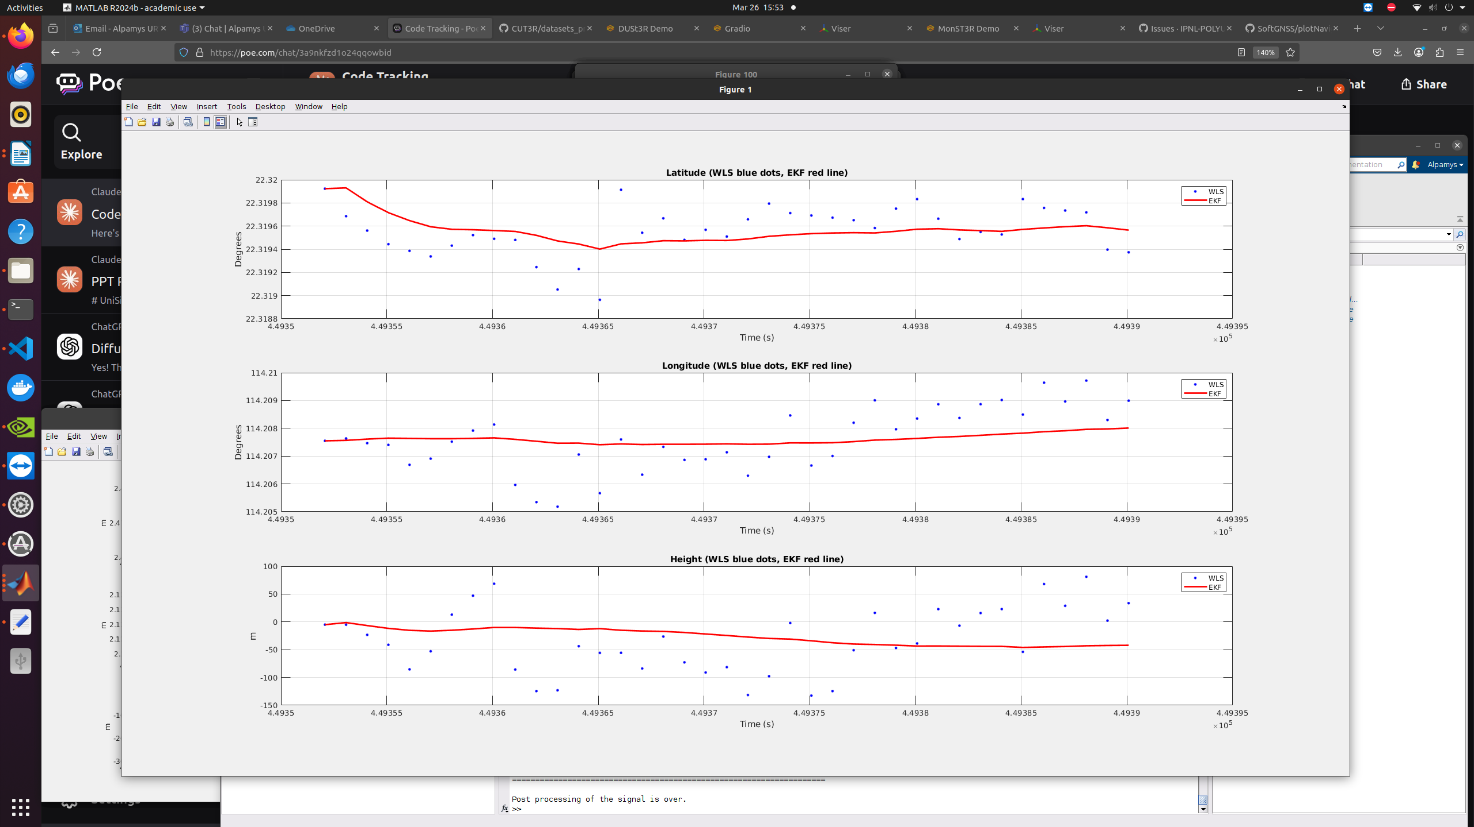 Activities
MATLAB R2024b - academic use
Mar 26 15:53
Email - Alpamys UR
(3) Chat | Alpamys U
OneDrive
Code Tracking - Poe
CUT3R/datasets_p
DUSt3R Demo
Gradio
Viser
MonST3R Demo
Viser
Issues · IPNL-POLYU
SoftGNSS/plotNavi
https://poe.com/chat/3a9nkfzd1o24qqowbid
140%
Poe
Code Tracking
Figure 100
Share
Figure 1
File Edit View Insert Tools Desktop Window Help
Explore
Alpamys
Claude
Code
Here's
Claude
PPT P
# UniSi
ChatGP
Diffu
Yes! Th
ChatGP
File Edit View
Latitude (WLS blue dots, EKF red line)
WLS
EKF
22.32
22.3198
22.3196
22.3194
22.3192
22.319
22.3188
Degrees
4.4935 4.49355 4.4936 4.49365 4.4937 4.49375 4.4938 4.49385 4.4939 4.49395
Time (s)
×10^5
Longitude (WLS blue dots, EKF red line)
WLS
EKF
114.21
114.209
114.208
114.207
114.206
114.205
Degrees
4.4935 4.49355 4.4936 4.49365 4.4937 4.49375 4.4938 4.49385 4.4939 4.49395
Time (s)
×10^5
Height (WLS blue dots, EKF red line)
WLS
EKF
100
50
0
-50
-100
-150
m
4.4935 4.49355 4.4936 4.49365 4.4937 4.49375 4.4938 4.49385 4.4939 4.49395
Time (s)
×10^5
Post processing of the signal is over.
>>